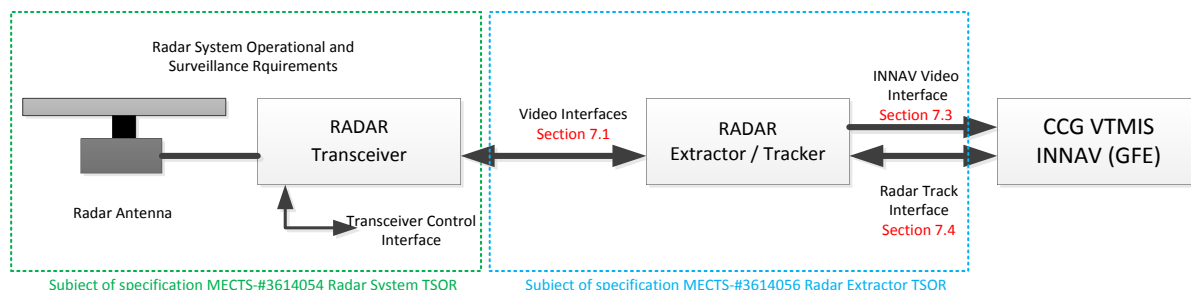 Radar System Operational and
Surveillance Rquirements
RADAR
Transceiver
Radar Antenna
Transceiver Control
Interface
Video Interfaces
Section 7.1
RADAR
Extractor / Tracker
INNAV Video
Interface
Section 7.3
Radar Track
Interface
Section 7.4
CCG VTMIS
INNAV (GFE)
Subject of specification MECTS-#3614054 Radar System TSOR
Subject of specification MECTS-#3614056 Radar Extractor TSOR